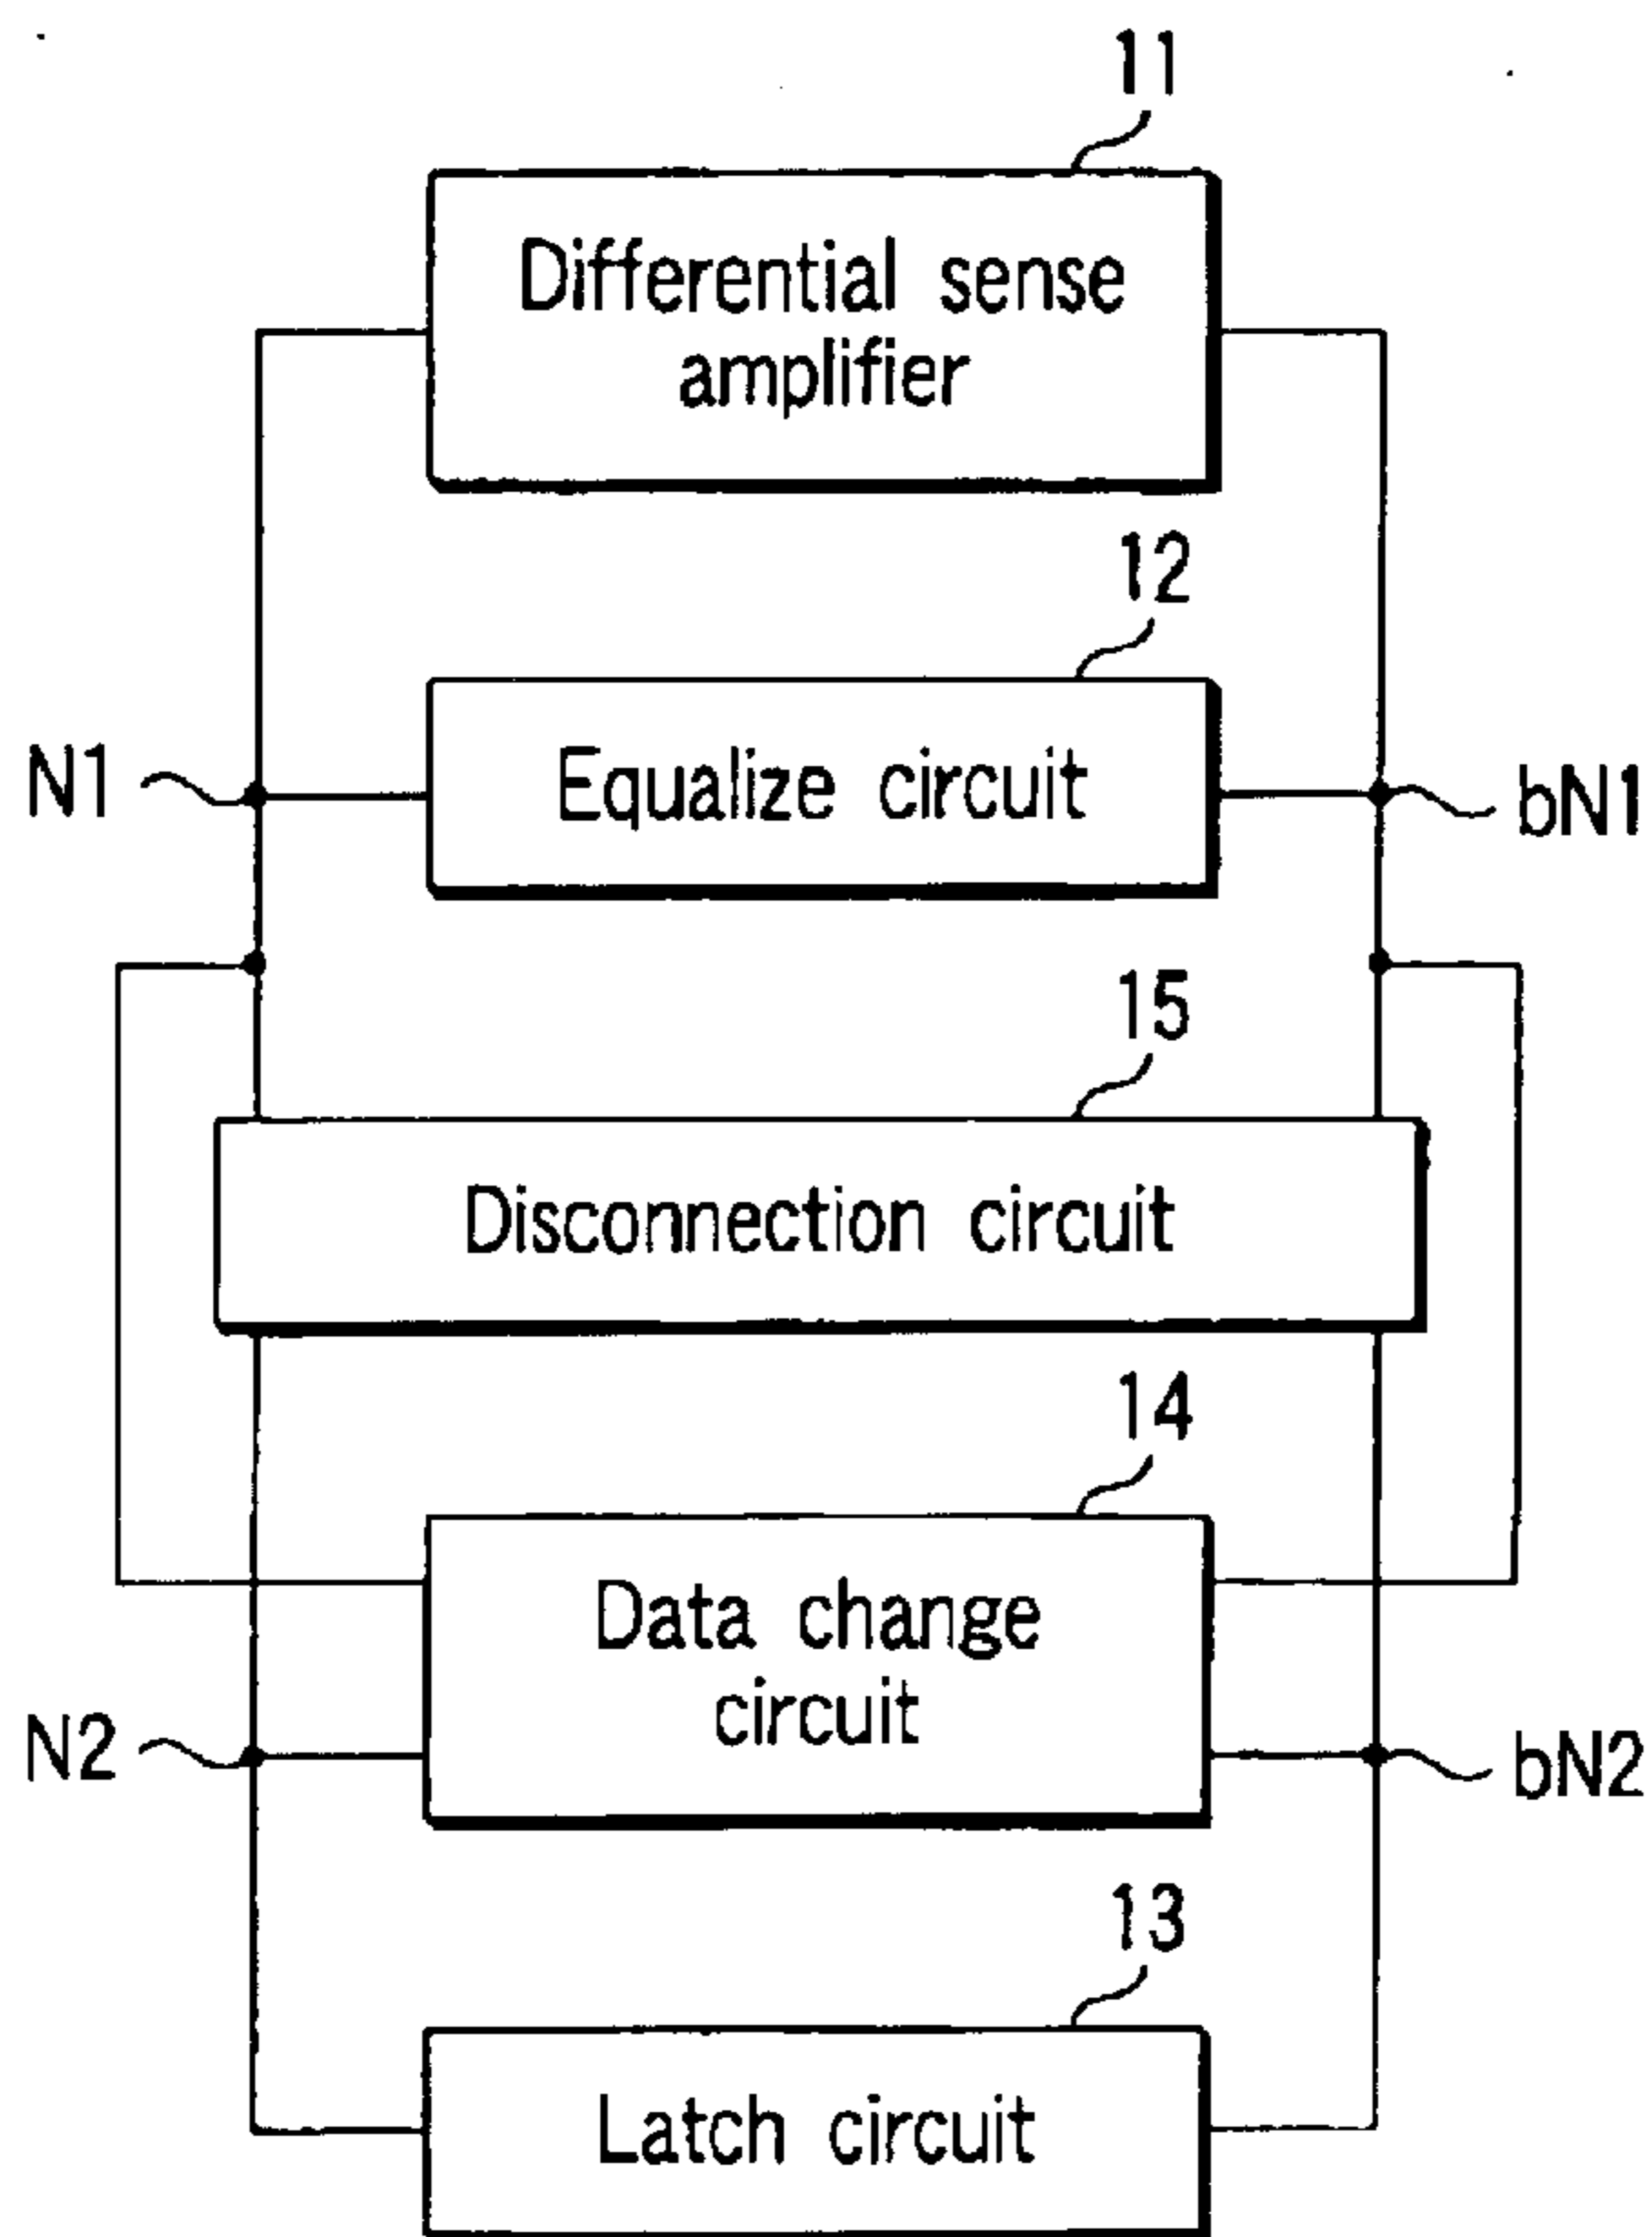 11
Differential sense
amplifier
12
N1
Equalize circuit
bN1
15
Disconnection circuit
14
Data change
circuit
N2
bN2
13
Latch circuit